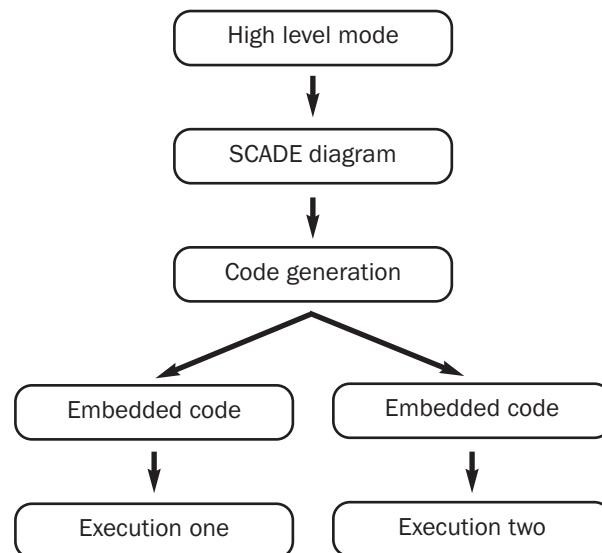 High level mode
SCADE diagram
Code generation
Embedded code
Embedded code
Execution one
Execution two